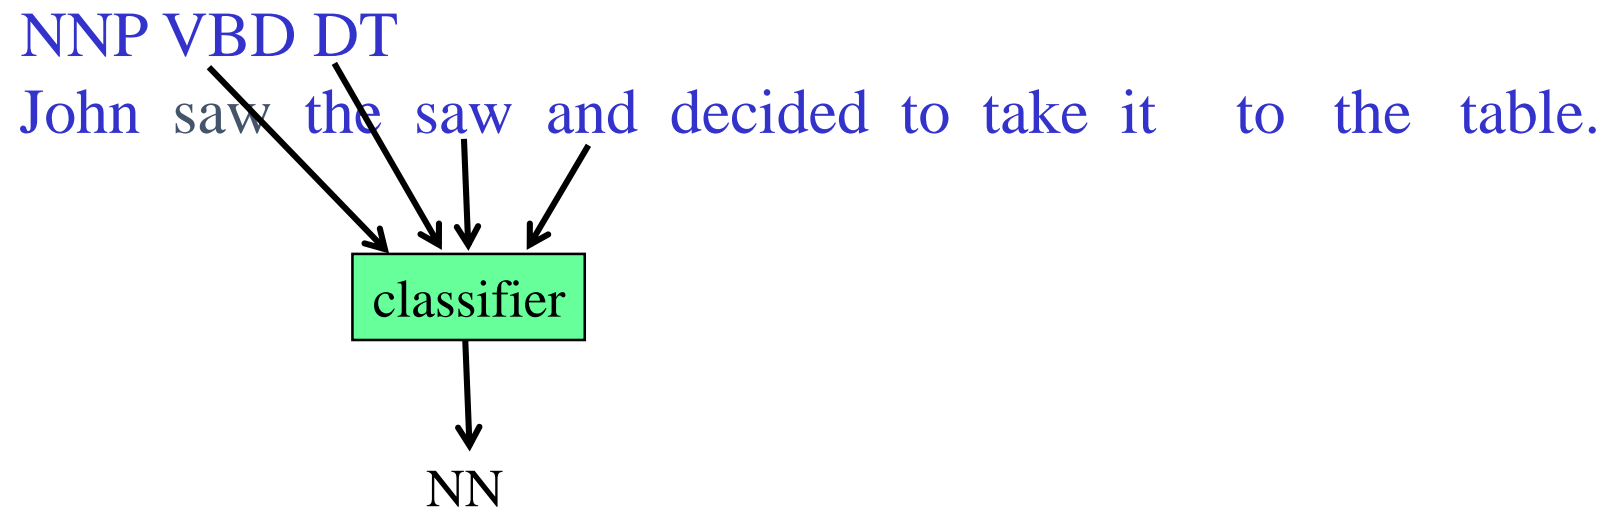 NNP VBD DT
John saw the saw and decided to take it to the table.
classifier
NN